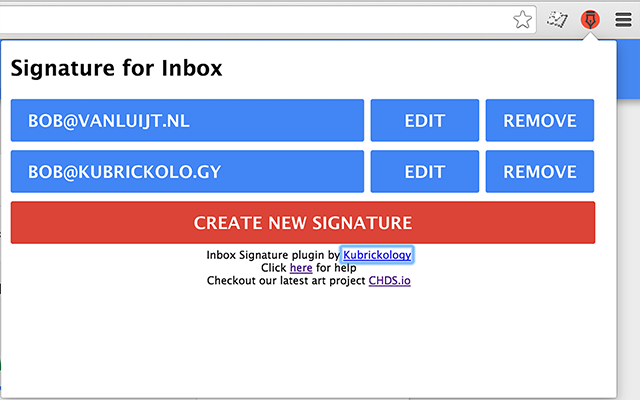 Signature for Inbox
BOB@VANLUIJT.NL EDIT REMOVE
BOB@KUBRICKOLO.GY EDIT REMOVE
CREATE NEW SIGNATURE
Inbox Signature plugin by Kubrickology
Click here for help
Checkout our latest art project CHDS.io